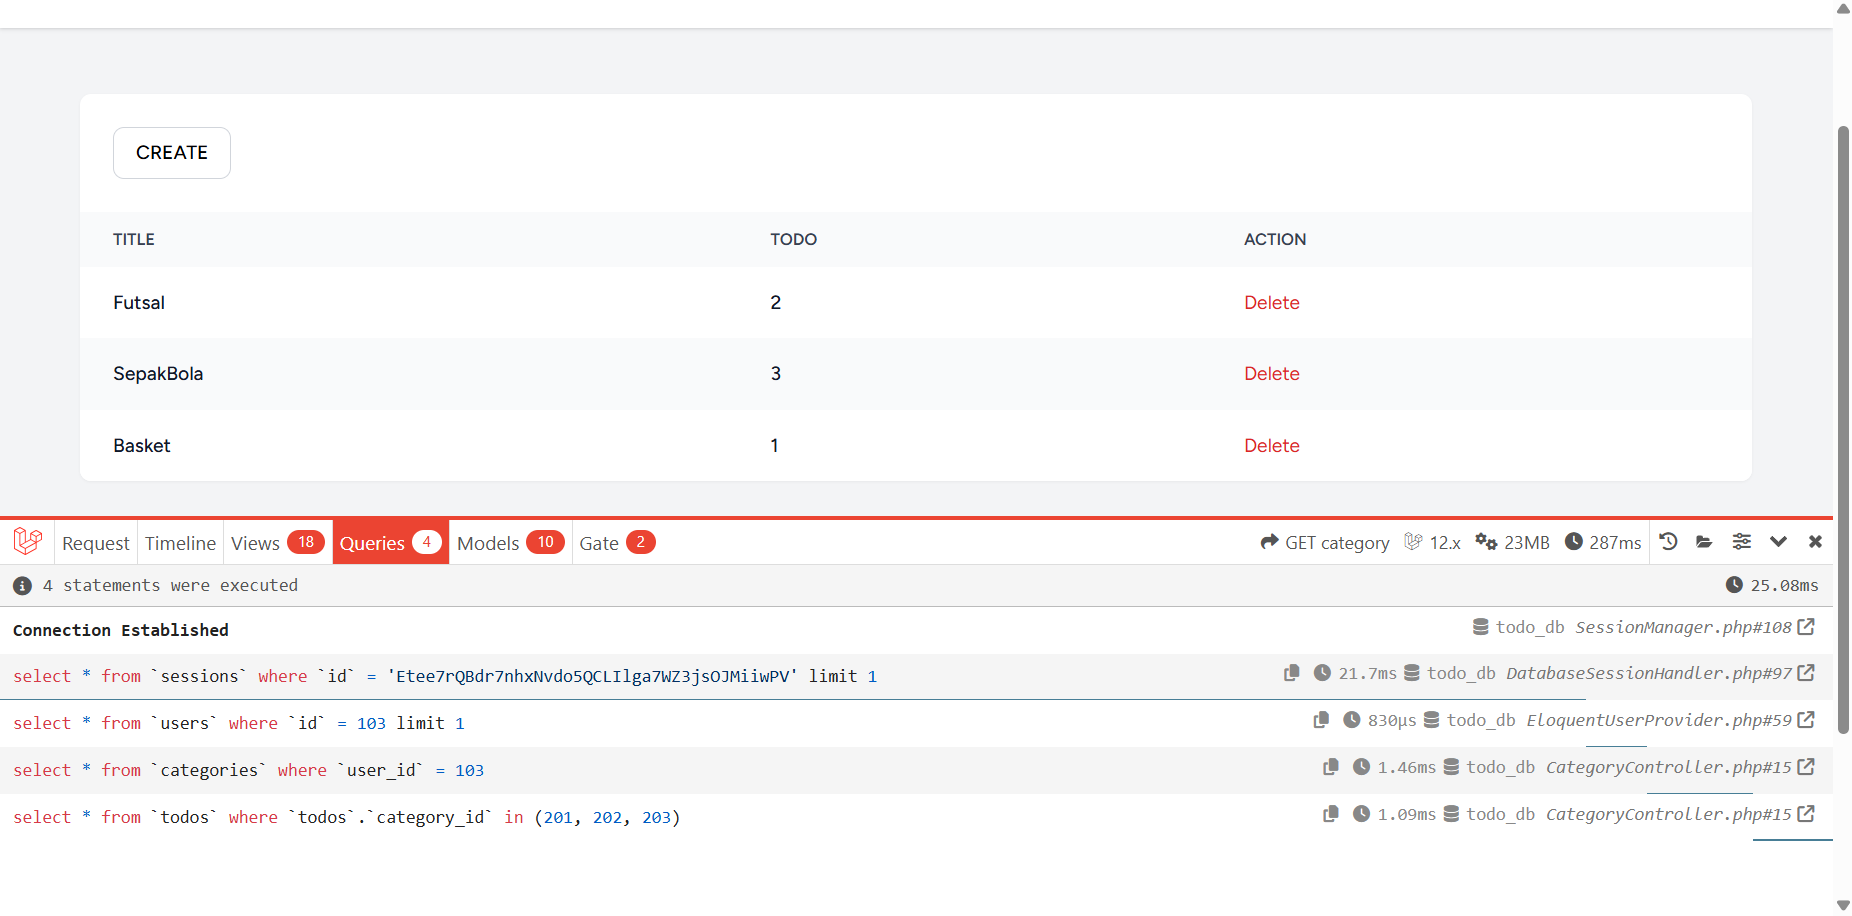 CREATE
TITLE TODO ACTION
Futsal 2 Delete
SepakBola 3 Delete
Basket 1 Delete
Request Timeline Views 18 Queries 4 Models 10 Gate 2 GET category 12.x 23MB 287ms
4 statements were executed 25.08ms
Connection Established todo_db SessionManager.php#108
select * from `sessions` where `id` = 'Etee7rQBdr7nhxNvdo5QCLIlga7WZ3jsOJMiiwPV' limit 1 21.7ms todo_db DatabaseSessionHandler.php#97
select * from `users` where `id` = 103 limit 1 830μs todo_db EloquentUserProvider.php#59
select * from `categories` where `user_id` = 103 1.46ms todo_db CategoryController.php#15
select * from `todos` where `todos`.`category_id` in (201, 202, 203) 1.09ms todo_db CategoryController.php#15